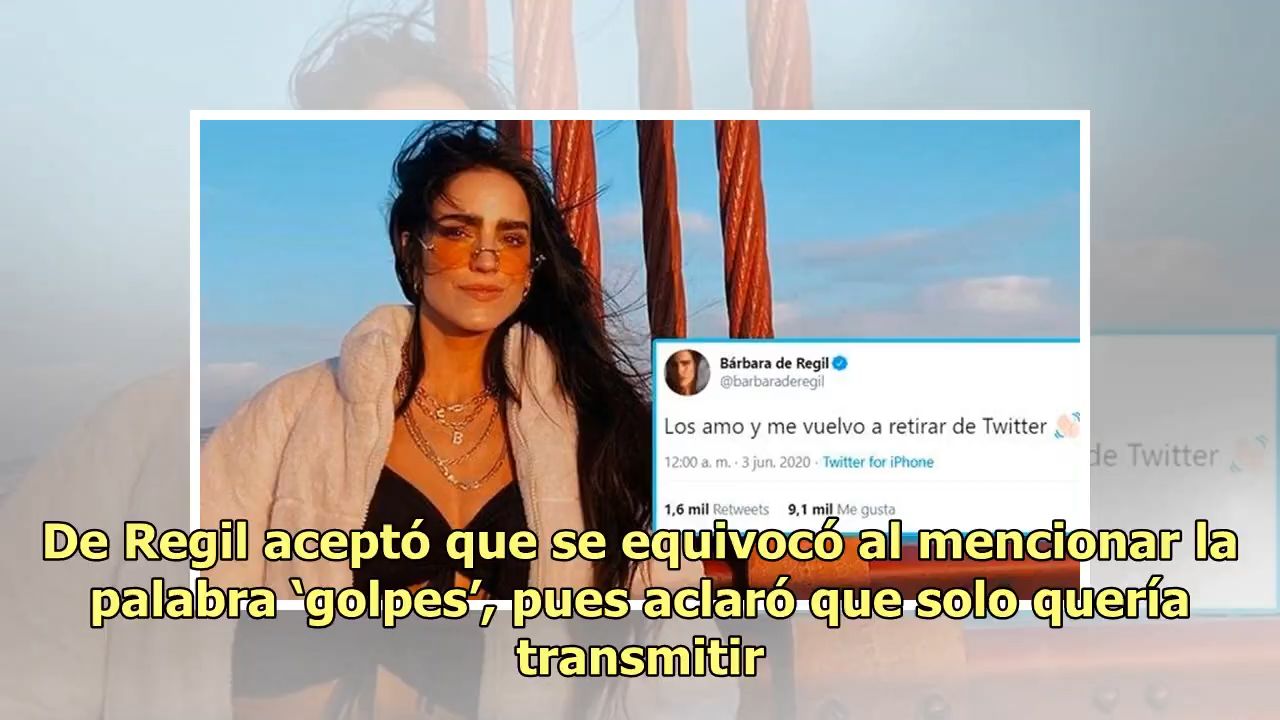 Bárbara de Regil
@barbaraderegil
Los amo y me vuelvo a retirar de Twitter 👋🏻
12:00 a. m. · 3 jun. 2020 · Twitter for iPhone
1,6 mil Retweets 9,1 mil Me gusta
de Twitter
B
De Regil aceptó que se equivocó al mencionar la
palabra ‘golpes’, pues aclaró que solo quería
transmitir